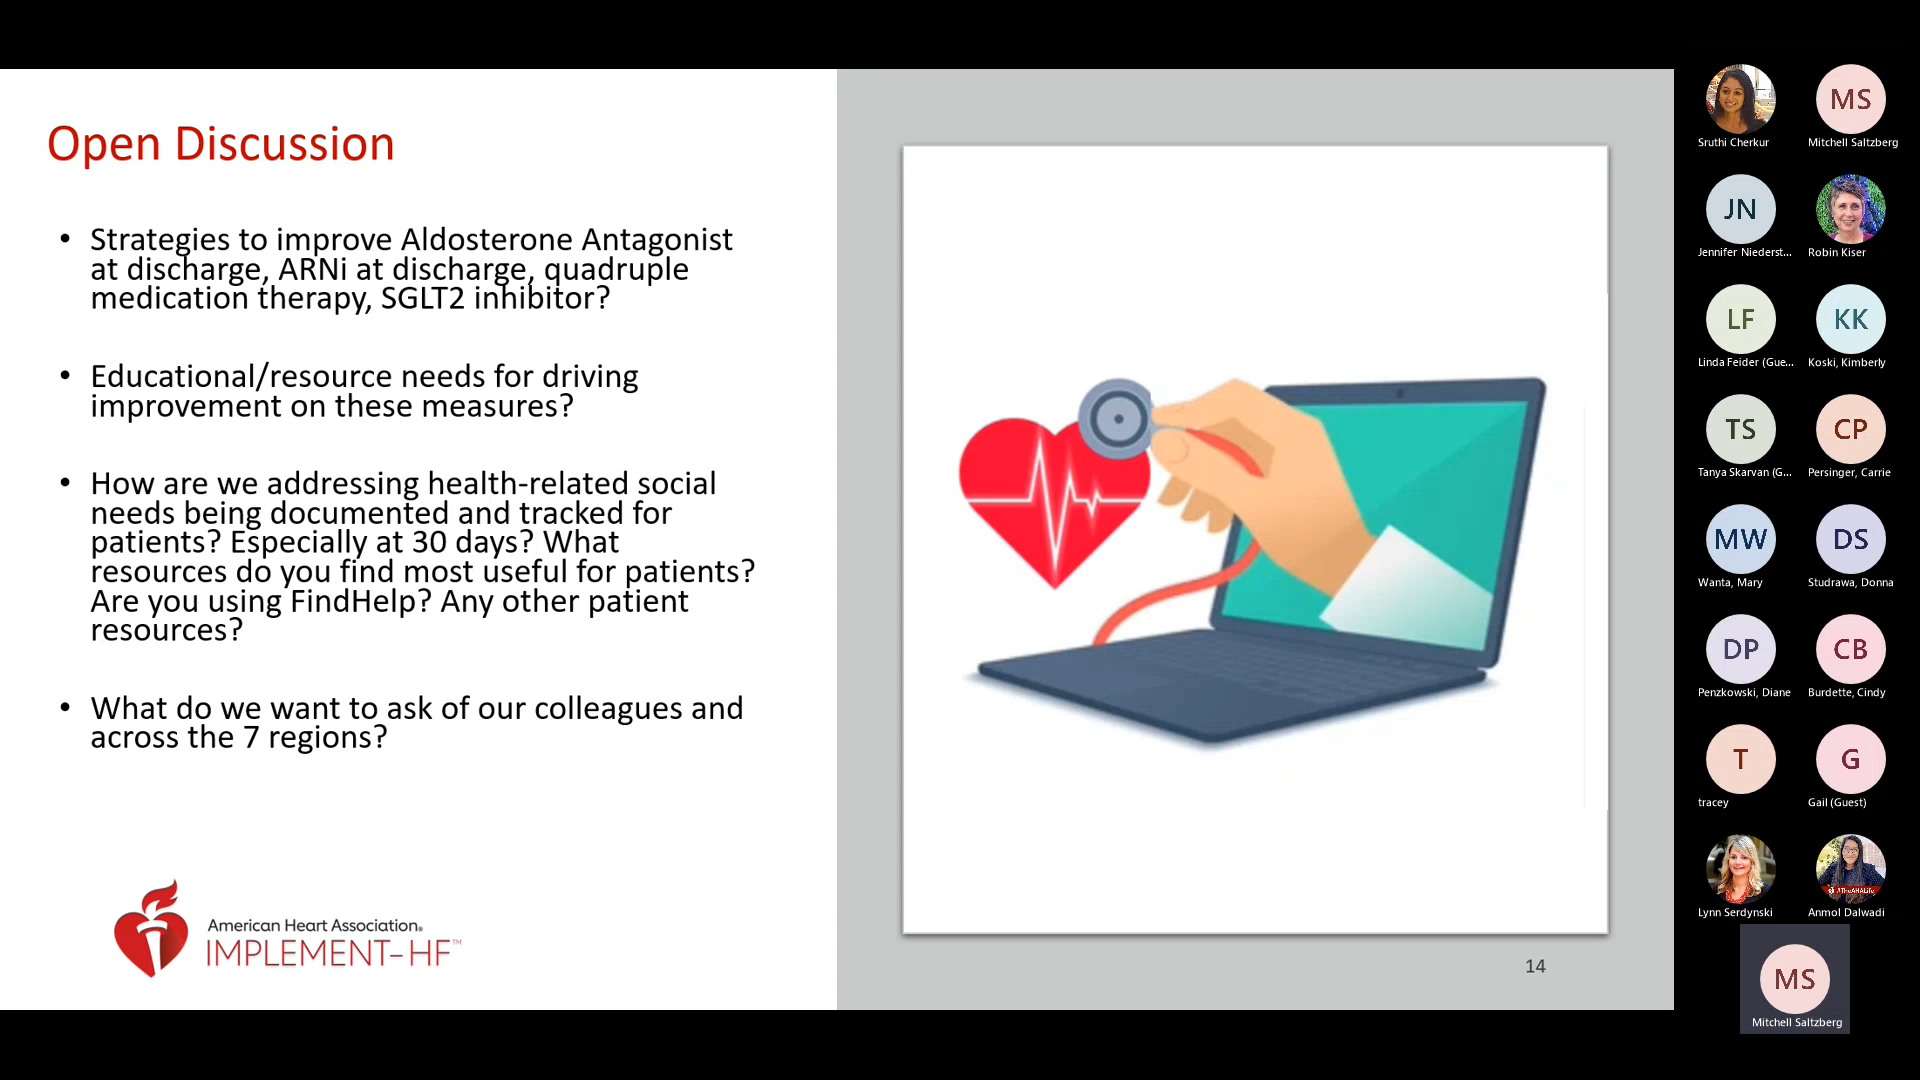 Open Discussion
• Strategies to improve Aldosterone Antagonist
at discharge, ARNi at discharge, quadruple
medication therapy, SGLT2 inhibitor?
• Educational/resource needs for driving
improvement on these measures?
• How are we addressing health-related social
needs being documented and tracked for
patients? Especially at 30 days? What
resources do you find most useful for patients?
Are you using FindHelp? Any other patient
resources?
• What do we want to ask of our colleagues and
across the 7 regions?
American Heart Association®
IMPLEMENT-HF™
14
Sruthi Cherkur
MS
Mitchell Saltzberg
JN
Jennifer Niederst...
Robin Kiser
LF
Linda Feider (Gue...
KK
Koski, Kimberly
TS
Tanya Skarvan (G...
CP
Persinger, Carrie
MW
Wanta, Mary
DS
Studrawa, Donna
DP
Penzkowski, Diane
CB
Burdette, Cindy
T
tracey
G
Gail (Guest)
Lynn Serdynski
#TheAHALife
Anmol Dalwadi
MS
Mitchell Saltzberg